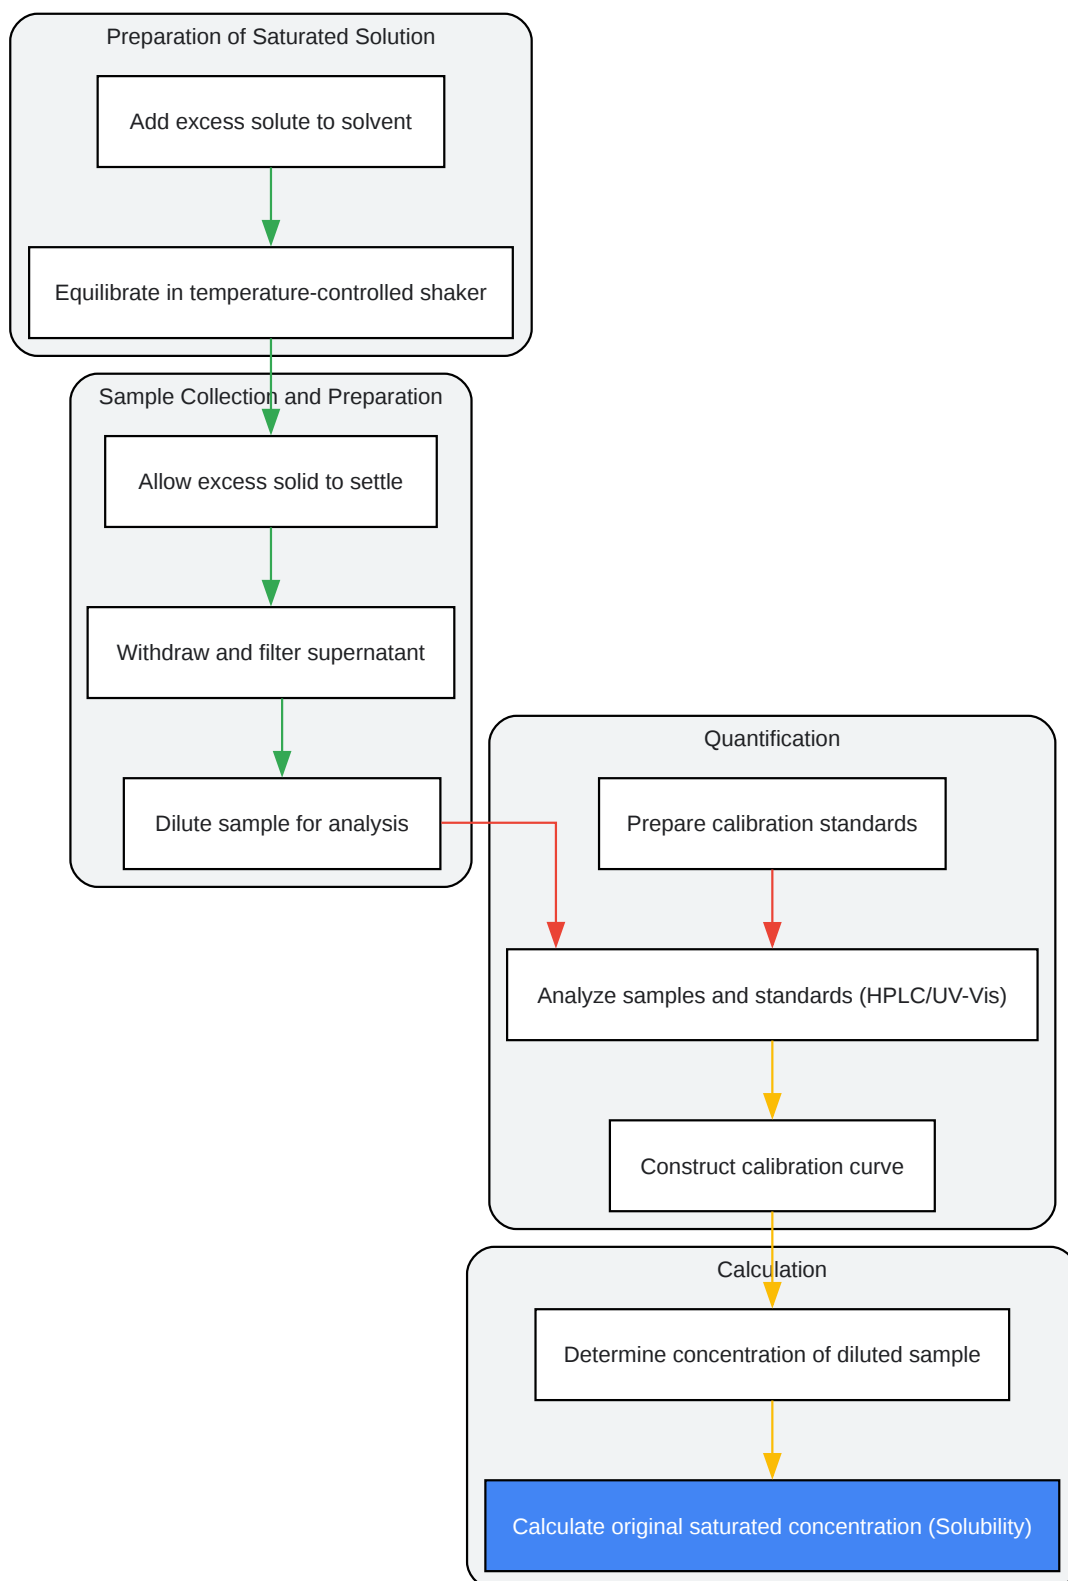 Preparation of Saturated Solution
Add excess solute to solvent
Equilibrate in temperature-controlled shaker
Sample Collection and Preparation
Allow excess solid to settle
Withdraw and filter supernatant
Dilute sample for analysis
Quantification
Prepare calibration standards
Analyze samples and standards (HPLC/UV-Vis)
Construct calibration curve
Calculation
Determine concentration of diluted sample
Calculate original saturated concentration (Solubility)